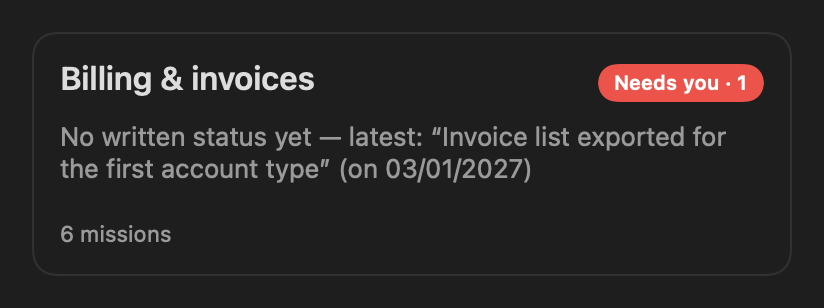 Billing & invoices
Needs you · 1
No written status yet — latest: “Invoice list exported for
the first account type” (on 03/01/2027)
6 missions